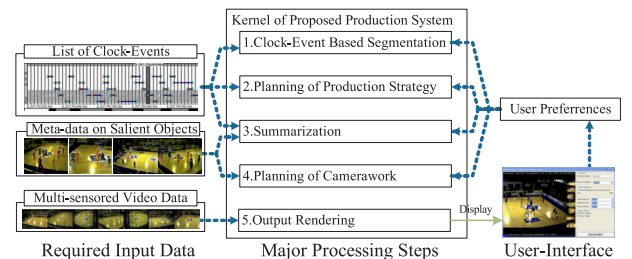 Kernel of Proposed Production System
List of Clock-Events
1.Clock-Event Based Segmentation
2.Planning of Production Strategy
User Preferrences
Meta-data on Salient Objects
3.Summarization
4.Planning of Camerawork
Multi-sensored Video Data
5.Output Rendering
Display
Required Input Data
Major Processing Steps
User-Interface